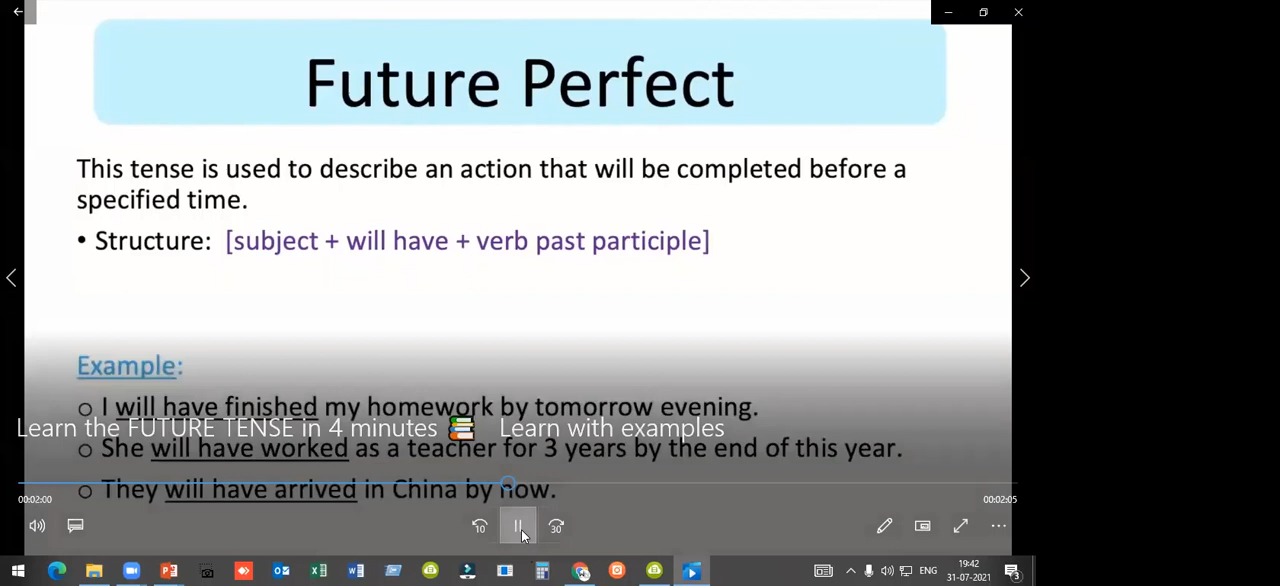 Future Perfect
This tense is used to describe an action that will be completed before a
specified time.
• Structure: [subject + will have + verb past participle]
Example:
o I will have finished my homework by tomorrow evening.
Learn the FUTURE TENSE in 4 minutes 📚 Learn with examples
o She will have worked as a teacher for 3 years by the end of this year.
o They will have arrived in China by now.
00:02:00
00:02:05
10
30
ENG
19:42
31-07-2021
3